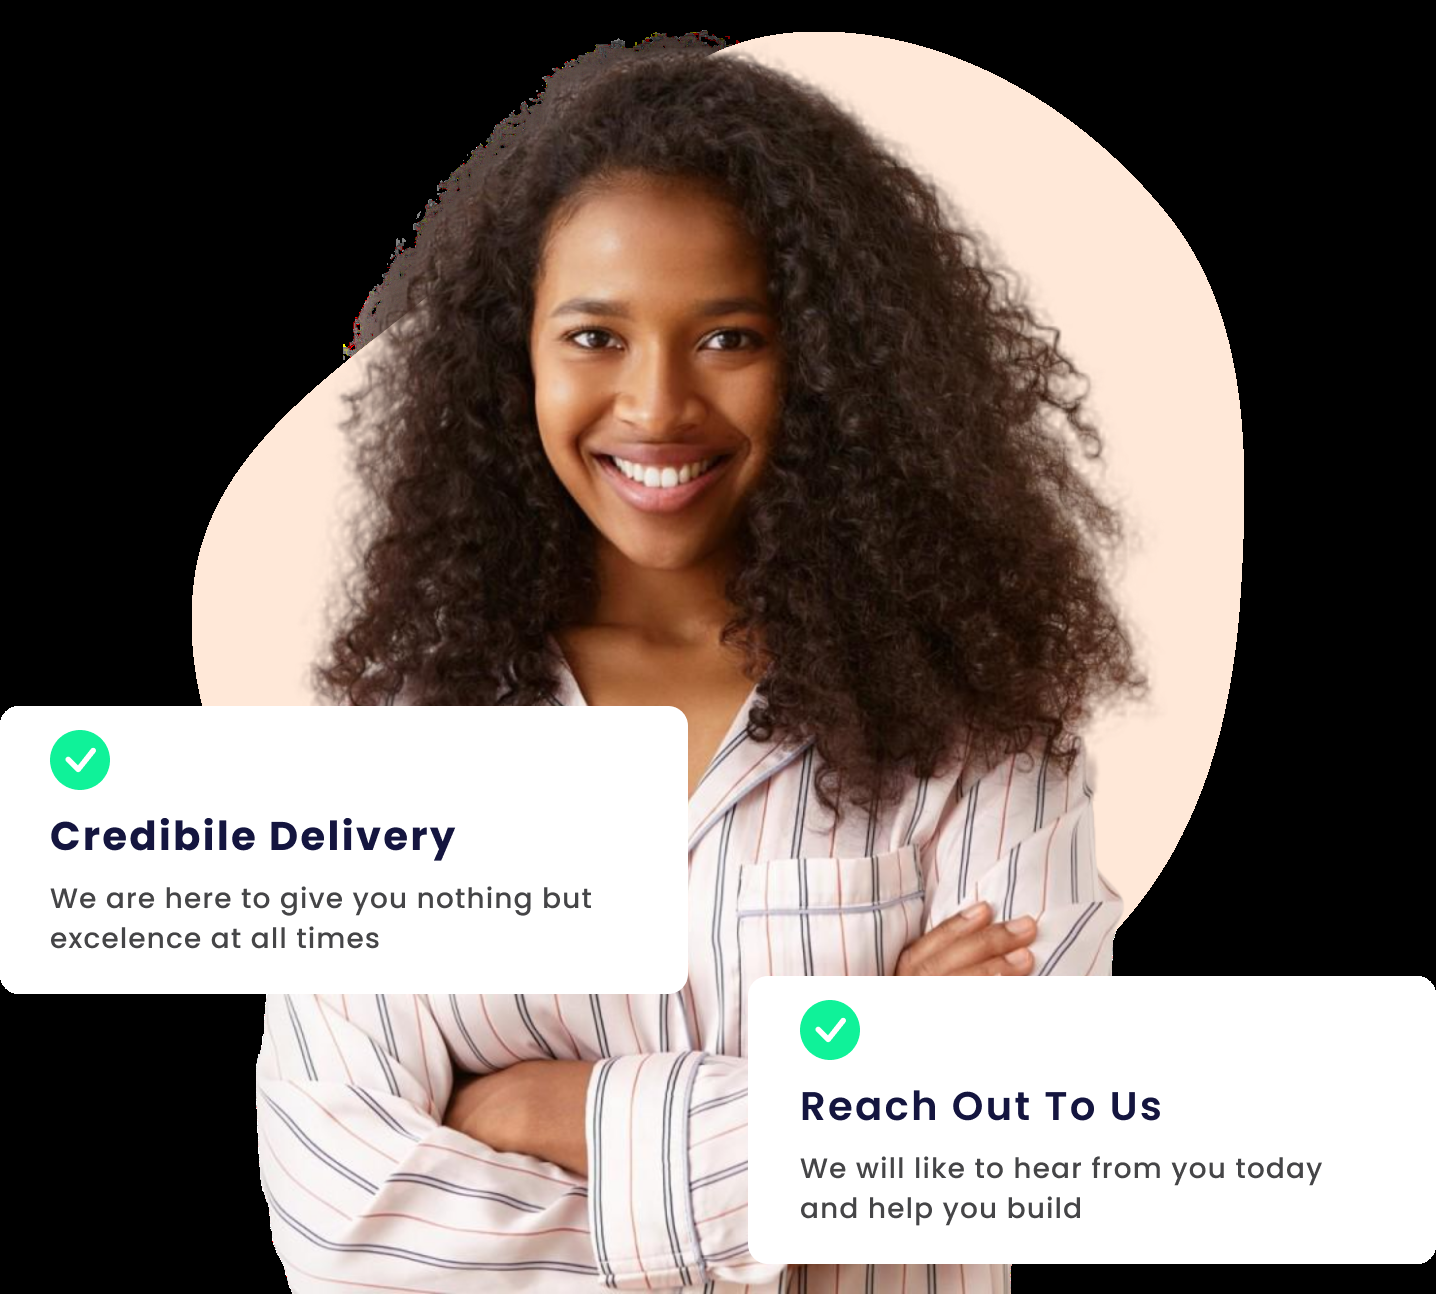 Credibile Delivery
We are here to give you nothing but
excelence at all times
Reach Out To Us
We will like to hear from you today
and help you build